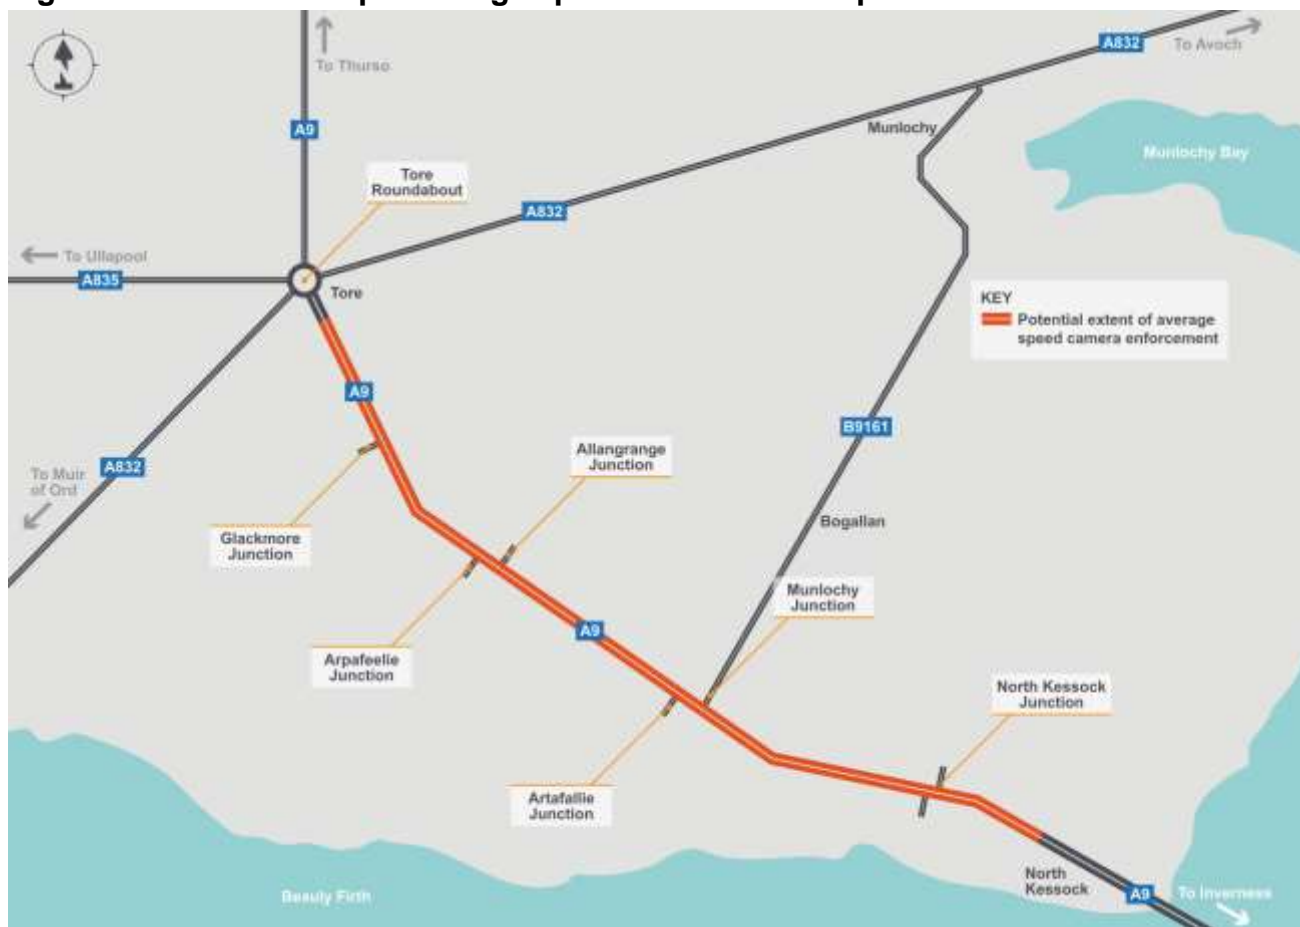 A832
To Avoch
To Thurso
A9
Munlochy
Munlochy Bay
Tore
Roundabout
A832
To Ullapool
A835
Tore
KEY
Potential extent of average
speed camera enforcement
A9
B9161
Allangrange
Junction
A832
To Muir
of Ord
Bogallan
Glackmore
Junction
Munlochy
Junction
A9
Arpafeelie
Junction
North Kessock
Junction
Artafallie
Junction
North
Kessock
A9
To Inverness
Beauly Firth